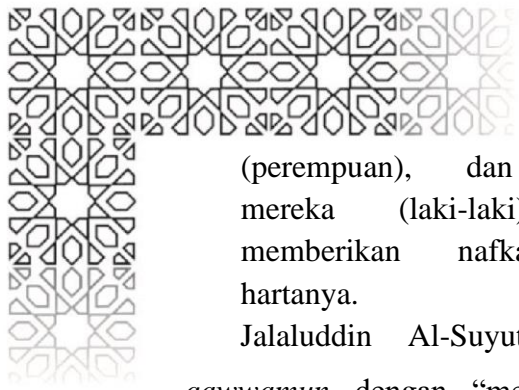 (perempuan), dan
mereka (laki-laki)
memberikan nafka
hartanya.
Jalaluddin Al-Suyut
qawwamun dengan “me